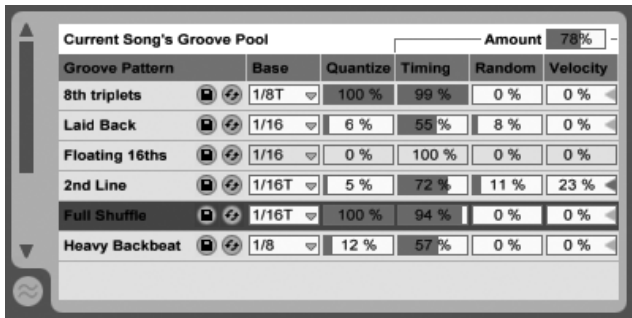 Current Song's Groove Pool Amount 78%
Groove Pattern Base Quantize Timing Random Velocity
8th triplets 1/8T 100 % 99 % 0 % 0 %
Laid Back 1/16 6 % 55 % 8 % 0 %
Floating 16ths 1/16 0 % 100 % 0 % 0 %
2nd Line 1/16T 5 % 72 % 11 % 23 %
Full Shuffle 1/16T 100 % 94 % 0 % 0 %
Heavy Backbeat 1/8 12 % 57 % 0 % 0 %